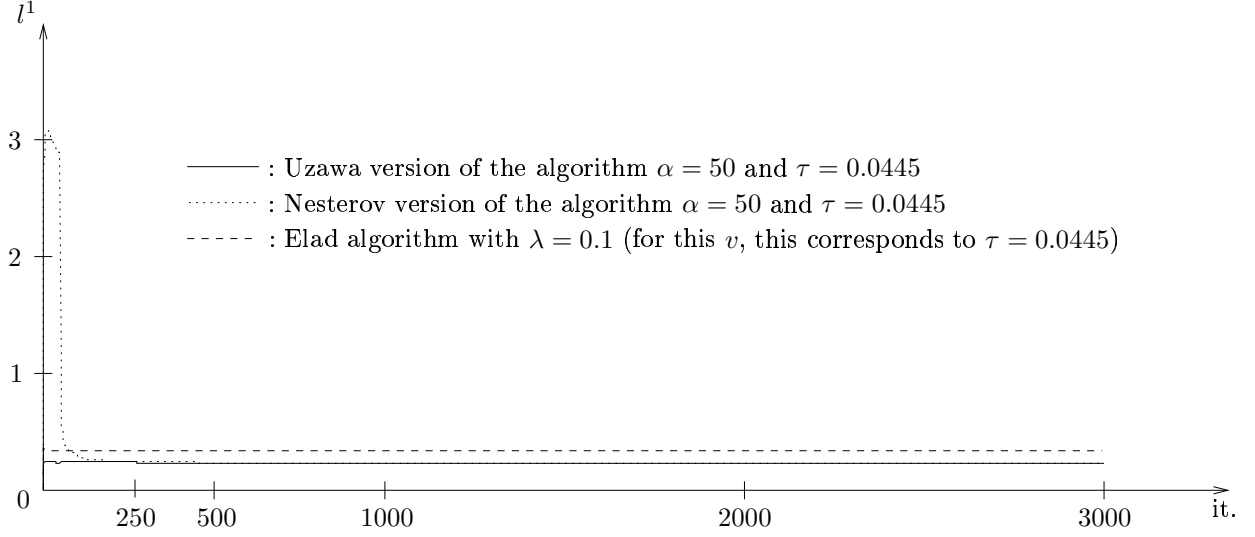 l¹
3
: Uzawa version of the algorithm α = 50 and τ = 0.0445
: Nesterov version of the algorithm α = 50 and τ = 0.0445
: Elad algorithm with λ = 0.1 (for this v, this corresponds to τ = 0.0445)
2
1
0
250 500 1000 2000 3000 it.